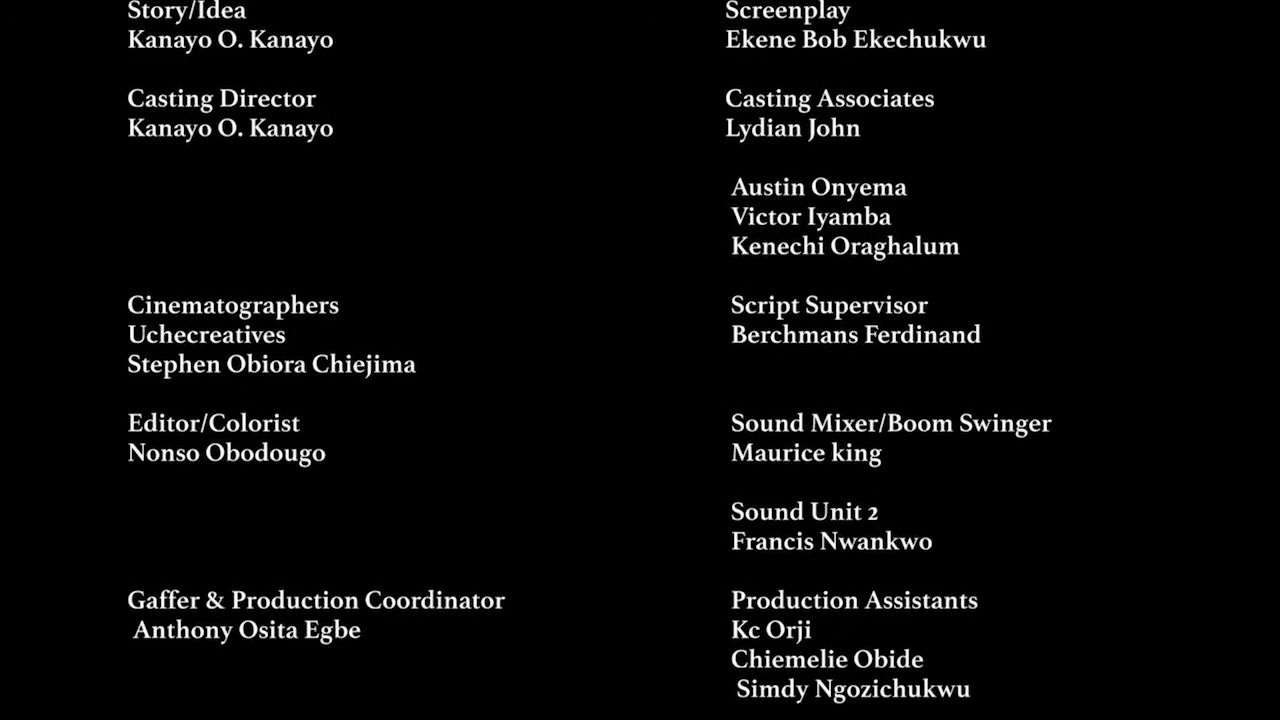 Story/Idea
Kanayo O. Kanayo
Screenplay
Ekene Bob Ekechukwu
Casting Director
Kanayo O. Kanayo
Casting Associates
Lydian John
Austin Onyema
Victor Iyamba
Kenechi Oraghalum
Cinematographers
Uchecreatives
Stephen Obiora Chiejima
Script Supervisor
Berchmans Ferdinand
Editor/Colorist
Nonso Obodougo
Sound Mixer/Boom Swinger
Maurice king
Sound Unit 2
Francis Nwankwo
Gaffer & Production Coordinator
Anthony Osita Egbe
Production Assistants
Kc Orji
Chiemelie Obide
Simdy Ngozichukwu